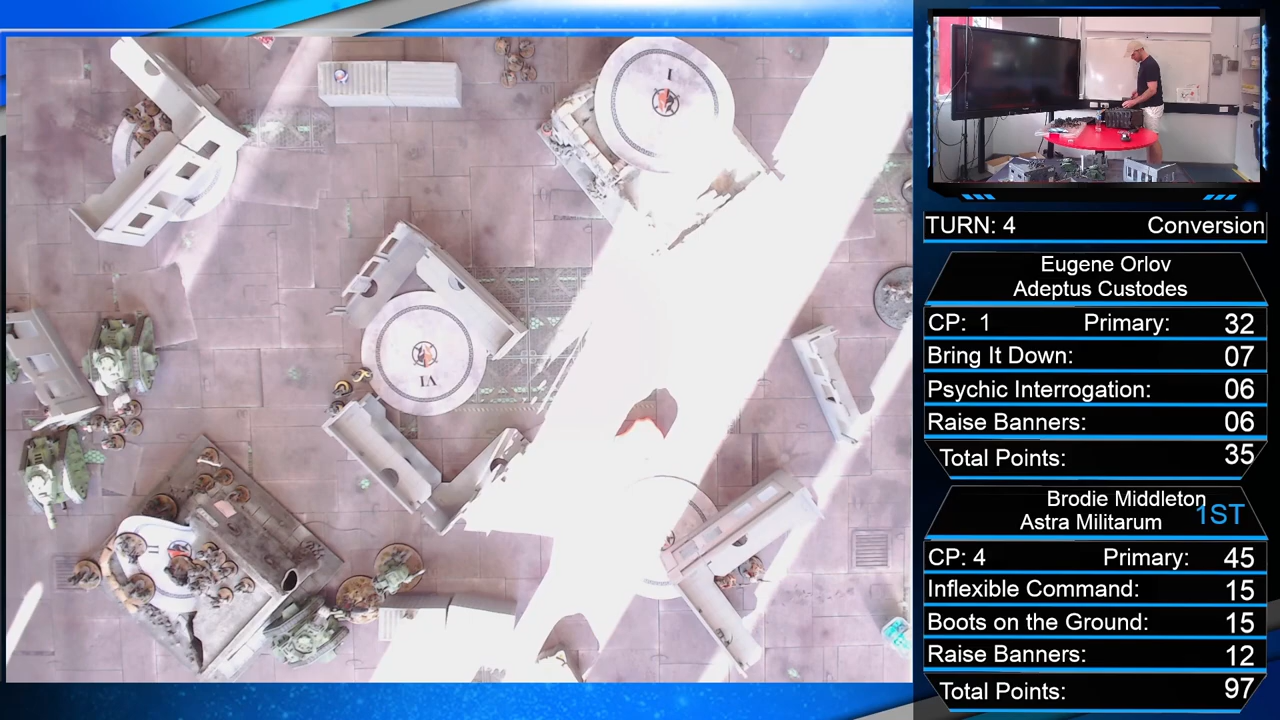 TURN: 4 Conversion
Eugene Orlov
Adeptus Custodes
CP: 1 Primary: 32
Bring It Down: 07
Psychic Interrogation: 06
Raise Banners: 06
Total Points: 35
Brodie Middleton
Astra Militarum 1ST
CP: 4 Primary: 45
Inflexible Command: 15
Boots on the Ground: 15
Raise Banners: 12
Total Points: 97
I
VI
II